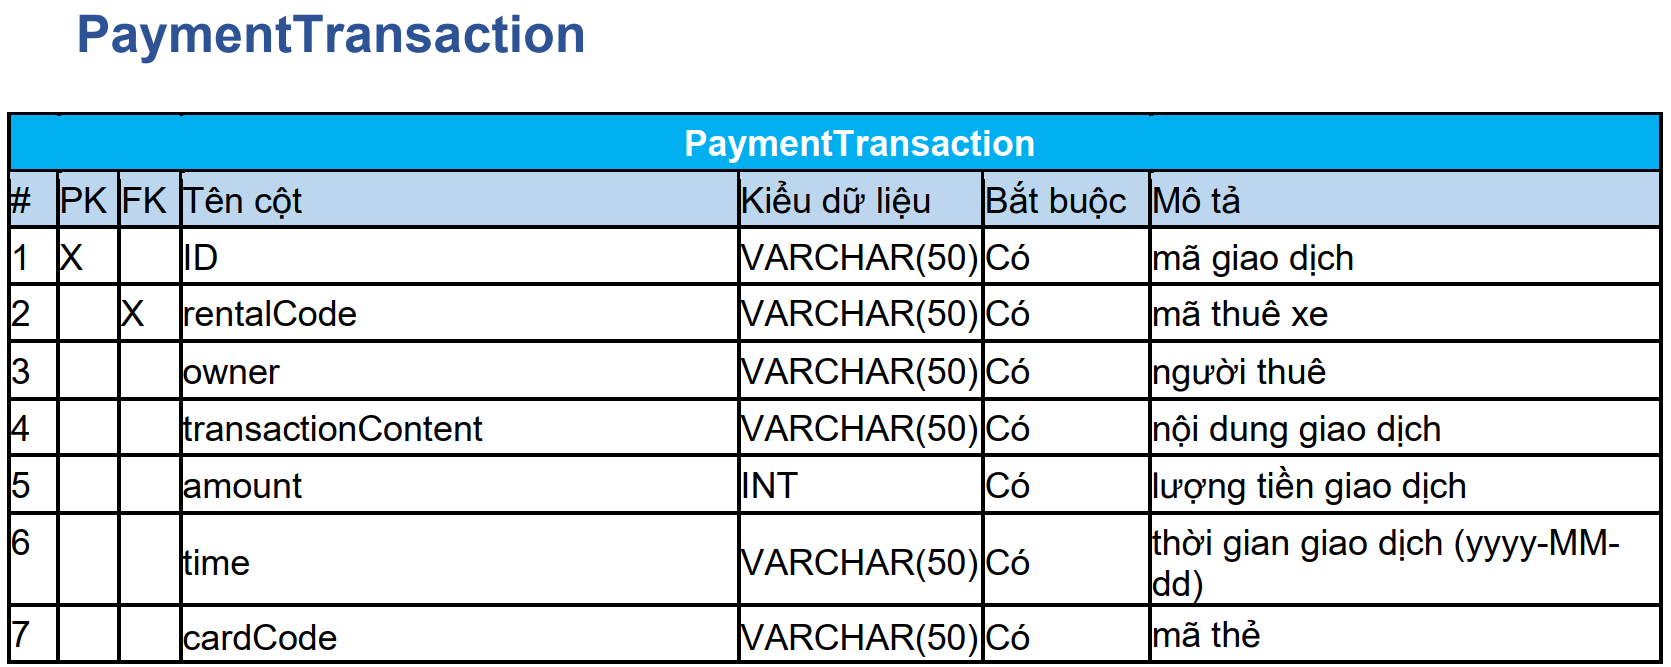 PaymentTransaction
PaymentTransaction
# PK FK Tên cột Kiểu dữ liệu Bắt buộc Mô tả
1 X ID VARCHAR(50) Có mã giao dịch
2 X rentalCode VARCHAR(50) Có mã thuê xe
3 owner VARCHAR(50) Có người thuê
4 transactionContent VARCHAR(50) Có nội dung giao dịch
5 amount INT Có lượng tiền giao dịch
6 time VARCHAR(50) Có thời gian giao dịch (yyyy-MM-
dd)
7 cardCode VARCHAR(50) Có mã thẻ